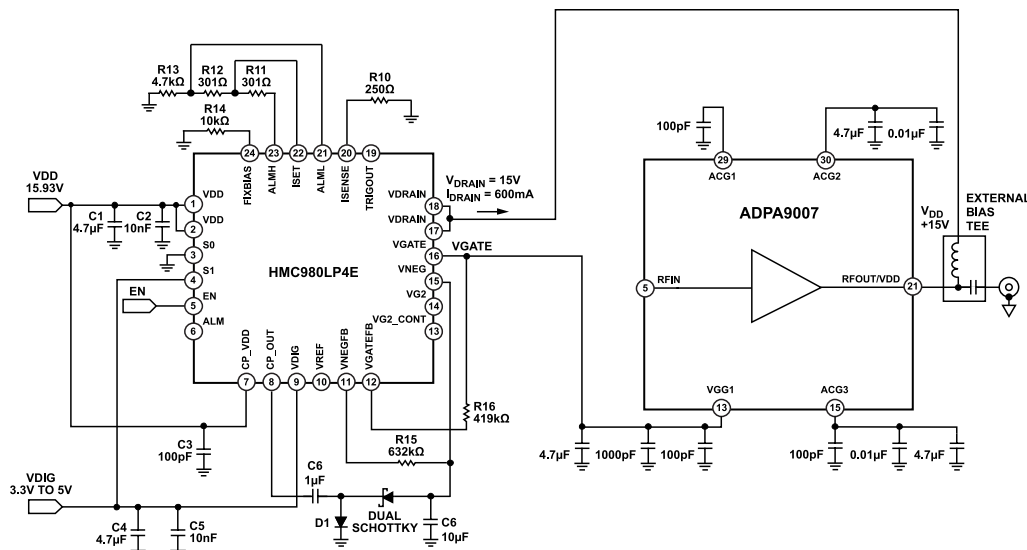 R13
4.7kΩ
R12
301Ω
R11
301Ω
R10
250Ω
R14
10kΩ
100pF
4.7µF
0.01µF
24
23
22
21
20
19
FIXBIAS
ALMH
ISET
ALML
ISENSE
TRIGOUT
29
ACG1
30
ACG2
VDD
15.93V
C1
4.7µF
C2
10nF
1
VDD
2
VDD
3
S0
4
S1
EN
5
EN
6
ALM
HMC980LP4E
VDRAIN
18
VDRAIN
17
VGATE
16
VNEG
15
VG2
14
VG2_CONT
13
VDRAIN = 15V
IDRAIN = 600mA
VGATE
ADPA9007
VDD
+15V
EXTERNAL
BIAS
TEE
5
RFIN
RFOUT/VDD
21
CP_VDD
CP_OUT
VDIG
VREF
VNEGFB
VGATEFB
7
8
9
10
11
12
VGG1
13
ACG3
15
R16
419kΩ
R15
632kΩ
C3
100pF
4.7µF
1000pF
100pF
100pF
0.01µF
4.7µF
VDIG
3.3V TO 5V
C6
1µF
C4
4.7µF
C5
10nF
D1
DUAL
SCHOTTKY
C6
10µF